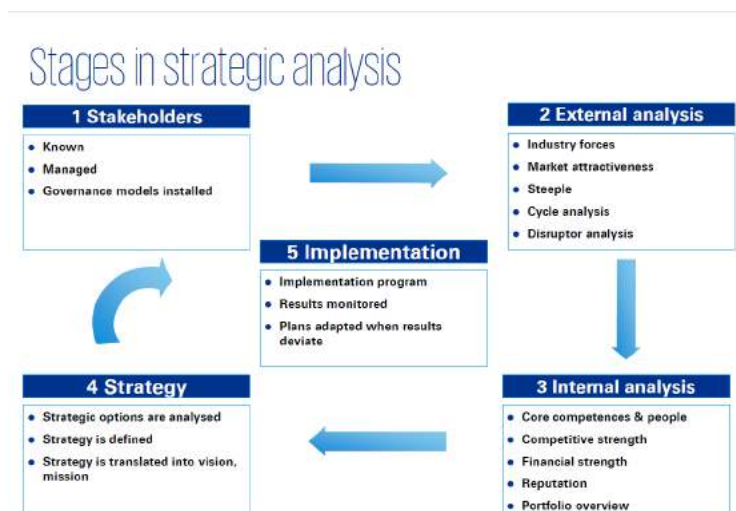 Stages in strategic analysis
1 Stakeholders
Known
Managed
Governance models installed
2 External analysis
Industry forces
Market attractiveness
Steeple
Cycle analysis
Disruptor analysis
5 Implementation
Implementation program
Results monitored
Plans adapted when results
deviate
4 Strategy
Strategic options are analysed
Strategy is defined
Strategy is translated into vision,
mission
3 Internal analysis
Core competences & people
Competitive strength
Financial strength
Reputation
Portfolio overview